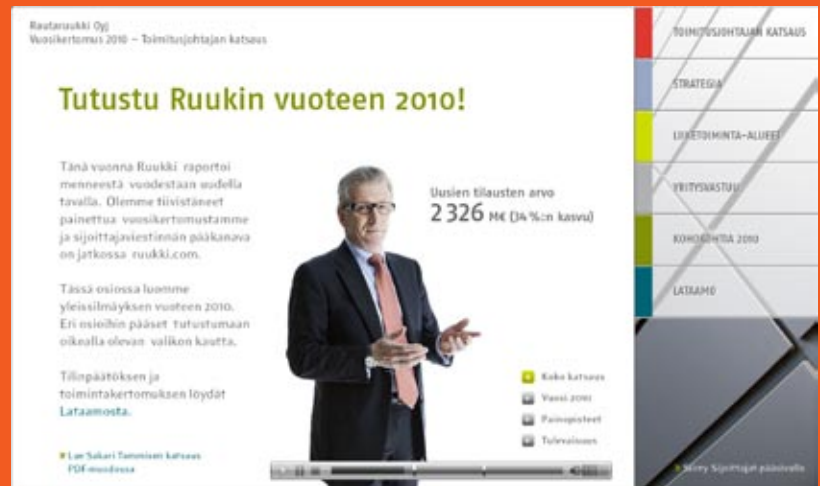 Rautaruukki Oyj
Vuosikertomus 2010 – Toimitusjohtajan katsaus
Tutustu Ruukin vuoteen 2010!
Tänä vuonna Ruukki raportoi
menneestä vuodestaan uudella
tavalla. Olemme tiivistäneet
painettua vuosikertomustamme
ja sijoittajaviestinnän pääkanava
on jatkossa ruukki.com.
Tässä osiossa luomme
yleissilmäyksen vuoteen 2010.
Eri osioihin pääset tutustumaan
oikealla olevan valikon kautta.
Tilinpäätöksen ja
toimintakertomuksen löydät
Lataamosta.
Lue Sakari Tammisen katsaus
PDF-muodossa
Uusien tilausten arvo
2 326 M€ (34 %:n kasvu)
Koko katsaus
Vuosi 2010
Painopisteet
Tulevaisuus
TOIMITUSJOHTAJAN KATSAUS
STRATEGIA
LIIKETOIMINTA-ALUEET
YRITYSVASTUU
KOHOKOHTIA 2010
LATAAMO
Siirry Sijoittajat pääsivulle